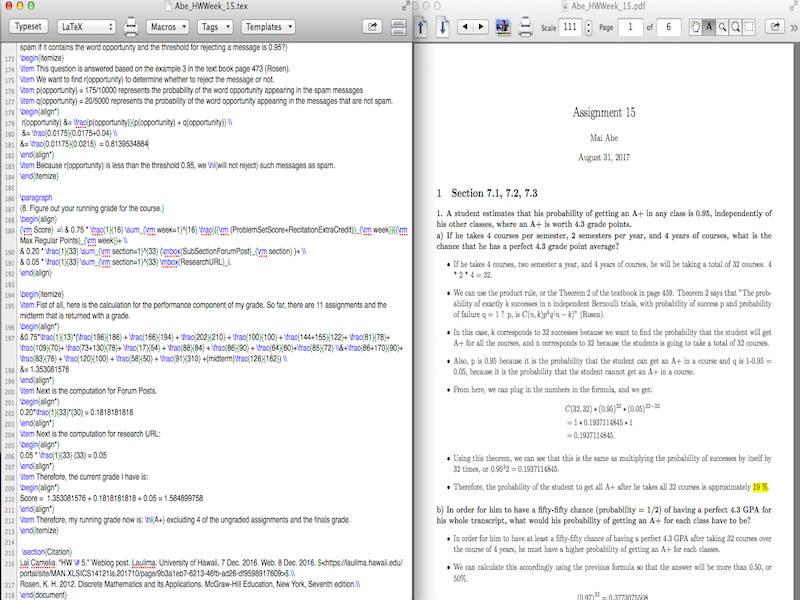 Abe_HWWeek_15.tex
Typeset LaTeX Macros Tags Templates
spam if it contains the word opportunity and the threshold for rejecting a message is 0.95?}
173 \begin{itemize}
174 \item This question is answered based on the example 3 in the text book page 473 (Rosen).
175 \item We want to find r(opportunity) to determine whether to reject the message or not.
176 \item p(opportunity) = 175/10000 represents the probability of the word opportunity appearing in the spam messages
177 \item q(opportunity) = 20/5000 represents the probability of the word opportunity appearing in the messages that are not spam.
178 \begin{align*}
179 r(opportunity) &= \frac{p(opportunity)}{p(opportunity) + q(opportunity)} \\
180 &= \frac{0.0175}{0.0175+0.04} \\
181 &= \frac{0.01175}{0.0215} = 0.8139534884
182 \end{align*}
183 \item Because r(opportunity) is less than the threshold 0.95, we \hl{will not reject} such messages as spam.
184 \end{itemize}
185
186 \paragraph
187 {8. Figure out your running grade for the course.}
188 \begin{align}
189 {\rm Score} =\ & 0.75 * \frac{1}{16} \sum_{\rm week=1}^{16} \frac{({\rm (ProblemSetScore+RecitationExtraCredit)}_{\rm week}}{{\rm
Max Regular Points}_{\rm week}}+ \\
190 & 0.20 * \frac{1}{33} \sum_{\rm section=1}^{33} {\mbox{SubSectionForumPost}_{\rm section} }+ \\
191 & 0.05 * \frac{1}{33} \sum_{\rm section=1}^{33} \mbox{ResearchURL}_i.
192 \end{align}
193
194 \begin{itemize}
195 \item Fist of all, here is the calculation for the performance component of my grade. So far, there are 11 assignments and the
midterm that is returned with a grade.
196 \begin{align*}
197 &0.75*\frac{1}{13}*(\frac{196}{186} + \frac{166}{194} + \frac{202}{210} + \frac{100}{100} + \frac{144+155}{122}+ \frac{81}{78}+
\frac{109}{70}+ \frac{73+130}{78}+ \frac{17}{54} + \frac{88}{84} + \frac{86}{90} + \frac{64}{60}+\frac{85}{72} \\&+\frac{86+170}{90}+
\frac{83}{76} + \frac{120}{100} + \frac{58}{50} + \frac{91}{310} +(midterm)\frac{126}{162}) \\
198 &= 1.353081576
199 \end{align*}
200 \item Next is the computation for Forum Posts.
201 \begin{align*}
202 0.20*\frac{1}{33}*(30) = 0.1818181818
203 \end{align*}
204 \item Next is the computation for research URL:
205 \begin{align*}
206 0.05 * \frac{1}{33} (33) = 0.05
207 \end{align*}
208 \item Therefore, the current grade I have is:
209 \begin{align*}
210 Score = 1.353081576 + 0.1818181818 + 0.05 = 1.584899758
211 \end{align*}
212 \item Therefore, my running grade now is: \hl{A+} excluding 4 of the ungraded assignments and the finals grade.
213 \end{itemize}
214
215 \section{Citation}
216 Lal Camella. "HW \# 5." Weblog post. Laulima. University of Hawaii, 7 Dec. 2016. Web. 8 Dec. 2016. $<https://laulima.hawaii.edu/
portal/site/MAN.XLSICS14121la.201710/page/9b3a1eb7-6213-46fb-ad26-df9598917609>$.\\
217 Rosen, K. H. 2012. Discrete Mathematics and its Applications. McGraw-Hill Education, New York, Seventh edition.\\
218 \end{document}
Abe_HWWeek_15.pdf
Scale 111 Page 1 of 6
Assignment 15
Mai Abe
August 31, 2017
1 Section 7.1, 7.2, 7.3
1. A student estimates that his probability of getting an A+ in any class is 0.95, independently of
his other classes, where an A+ is worth 4.3 grade points.
a) If he takes 4 courses per semester, 2 semesters per year, and 4 years of courses, what is the
chance that he has a perfect 4.3 grade point average?
• If he takes 4 courses, two semester a year, and 4 years of courses, he will be taking a total of 32 courses. 4
* 2 * 4 = 32.
• We can use the product rule, or the Theorem 2 of the textbook in page 459. Theorem 2 says that "The prob-
ability of exactly k successes in n independent Bernoulli trials, with probability of success p and probability
of failure q = 1 ? p, is C(n, k)p^k q^(n − k)" (Rosen).
• In this case, k corresponds to 32 successes because we want to find the probability that the student will get
A+ for all the courses, and n corresponds to 32 because the students is going to take a total of 32 courses.
• Also, p is 0.95 because it is the probability that the student can get an A+ in a course and q is 1-0.95 =
0.05, because it is the probability that the student cannot get an A+ in a course.
• From here, we can plug in the numbers in the formula, and we get:
C(32, 32) * (0.95)^32 * (0.05)^32−32
= 1 * 0.1937114845 * 1
= 0.1937114845.
• Using this theorem, we can see that this is the same as multiplying the probability of successes by itself by
32 times, or 0.95^32 = 0.1937114845.
• Therefore, the probability of the student to get all A+ after he takes all 32 courses is approximately 19 %.
b) In order for him to have a fifty-fifty chance (probability = 1/2) of having a perfect 4.3 GPA for
his whole transcript, what would his probability of getting an A+ for each class have to be?
• In order for him to have at least a fifty-fifty chance of having a perfect 4.3 GPA after taking 32 courses over
the course of 4 years, he must have a higher probability of getting an A+ for each classes.
• We can calculate this accordingly using the previous formula so that the answer will be more than 0.50, or
50%.
(0.97)^32 = 0.3773075508